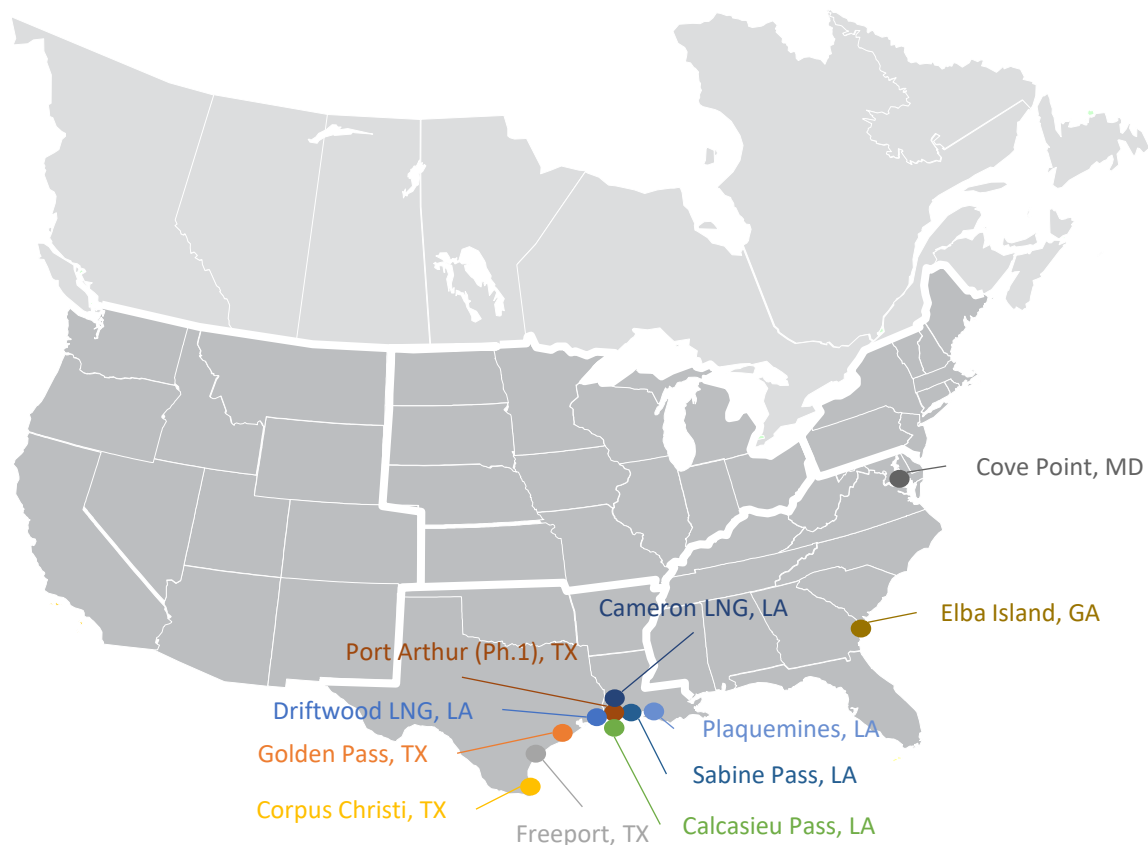 Cove Point, MD
Cameron LNG, LA
Elba Island, GA
Port Arthur (Ph.1), TX
Driftwood LNG, LA
Plaquemines, LA
Golden Pass, TX
Sabine Pass, LA
Corpus Christi, TX
Calcasieu Pass, LA
Freeport, TX